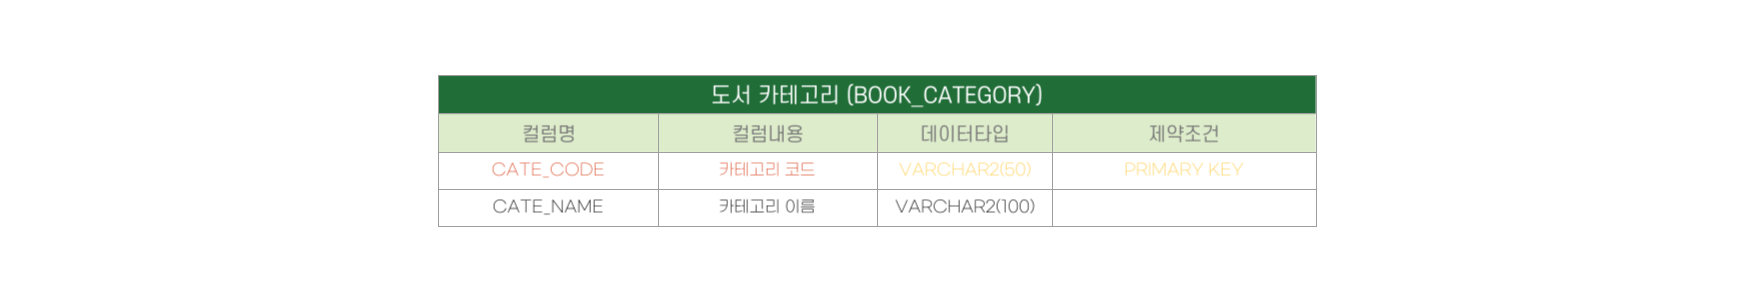 도서 카테고리 (BOOK_CATEGORY)
컬럼명 컬럼내용 데이터타입 제약조건
CATE_CODE 카테고리 코드 VARCHAR2(50) PRIMARY KEY
CATE_NAME 카테고리 이름 VARCHAR2(100)